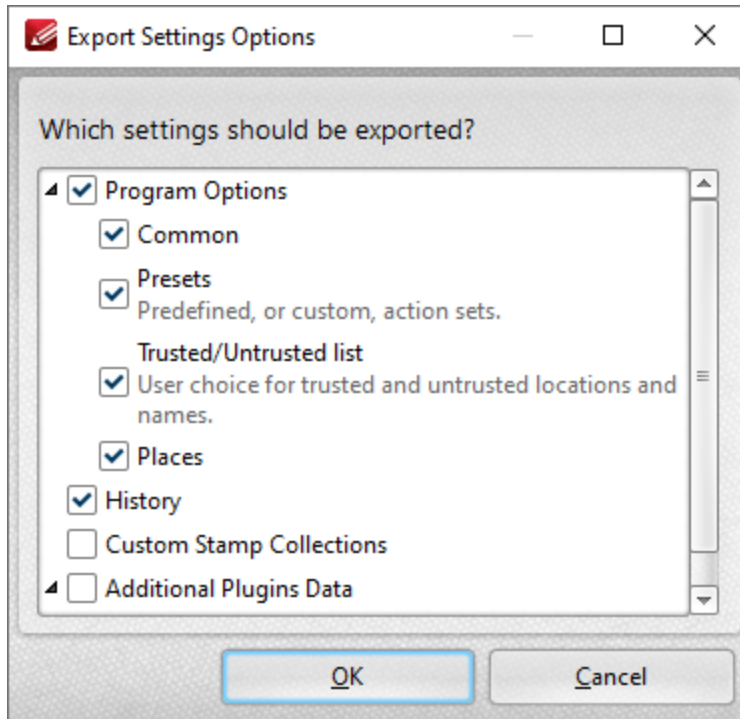 Export Settings Options
Which settings should be exported?
Program Options
Common
Presets
Predefined, or custom, action sets.
Trusted/Untrusted list
User choice for trusted and untrusted locations and
names.
Places
History
Custom Stamp Collections
Additional Plugins Data
OK
Cancel